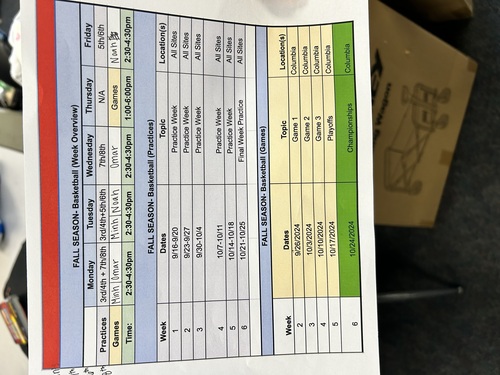 FALL SEASON- Basketball (Week Overview)
Monday Tuesday Wednesday Thursday Friday
Practices 3rd/4th + 7th/8th 3rd/4th+5th/6th 7th/8th N/A 5th/6th
Games Minh Omar Minh Noah Omar Games Noah
Time: 2:30-4:30pm 2:30-4:30pm 2:30-4:30pm 1:00-6:00pm 2:30-4:30pm
FALL SEASON- Basketball (Practices)
Week Dates Topic Location(s)
1 9/16-9/20 Practice Week All Sites
2 9/23-9/27 Practice Week All Sites
3 9/30-10/4 Practice Week All Sites
4 10/7-10/11 Practice Week All Sites
5 10/14-10/18 Practice Week All Sites
6 10/21-10/25 Final Week Practice All Sites
FALL SEASON- Basketball (Games)
Week Dates Topic Location(s)
2 9/26/2024 Game 1 Columbia
3 10/3/2024 Game 2 Columbia
4 10/10/2024 Game 3 Columbia
5 10/17/2024 Playoffs Columbia
6 10/24/2024 Championships Columbia
Wagon